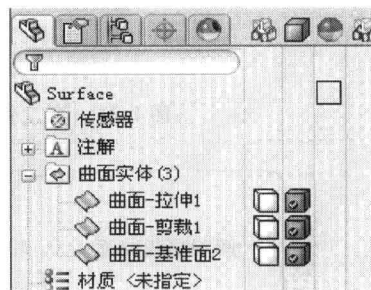 Surface
传感器
A 注解
曲面实体(3)
曲面-拉伸1
曲面-剪裁1
曲面-基准面2
材质 <未指定>